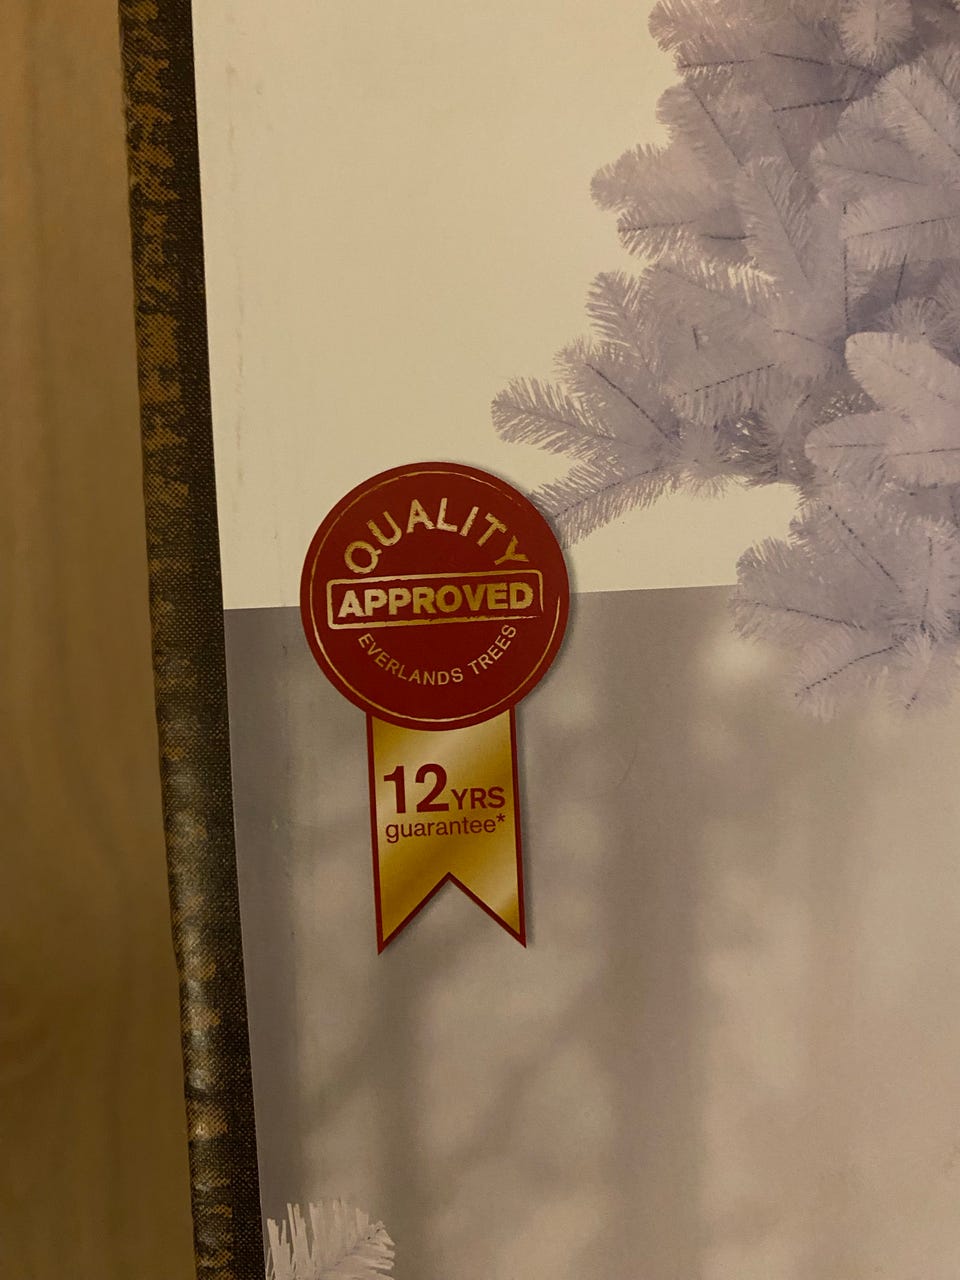 QUALITY
APPROVED
EVERLANDS TREES
12YRS
guarantee*